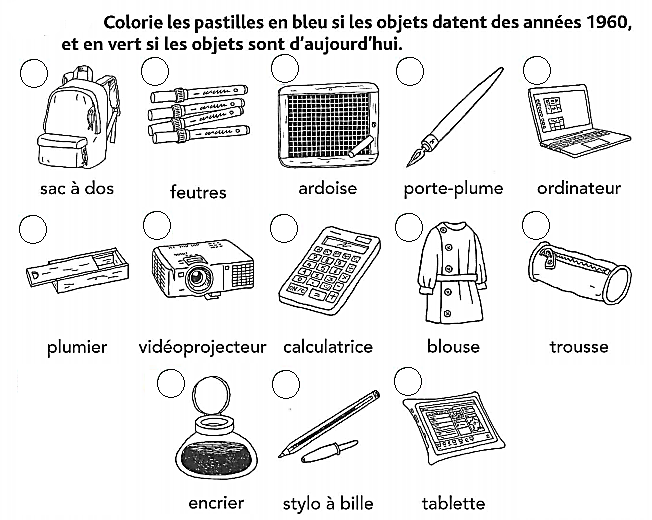 Colorie les pastilles en bleu si les objets datent des années 1960,
et en vert si les objets sont d'aujourd'hui.
sac à dos feutres ardoise porte-plume ordinateur
plumier vidéoprojecteur calculatrice blouse trousse
encrier stylo à bille tablette